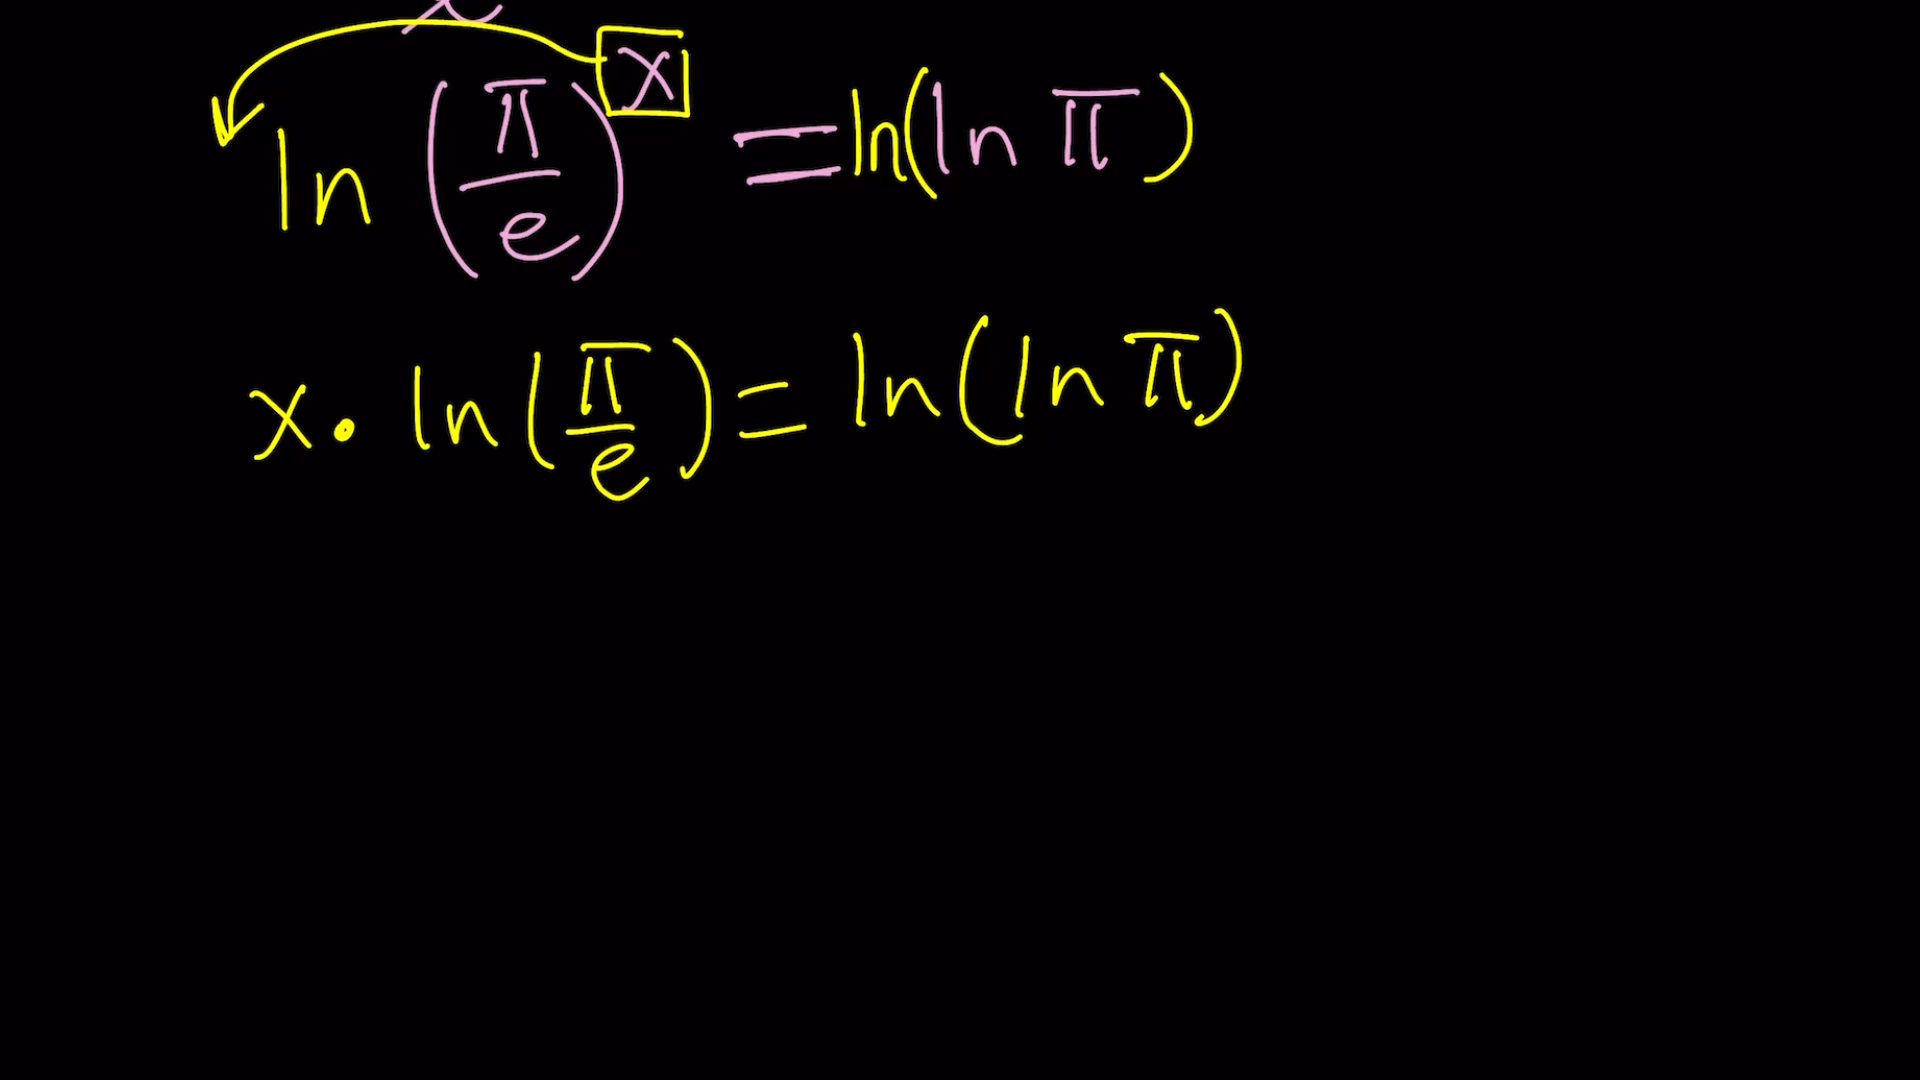 ln (π/e)^x = ln(ln π)
x · ln(π/e) = ln(ln π)